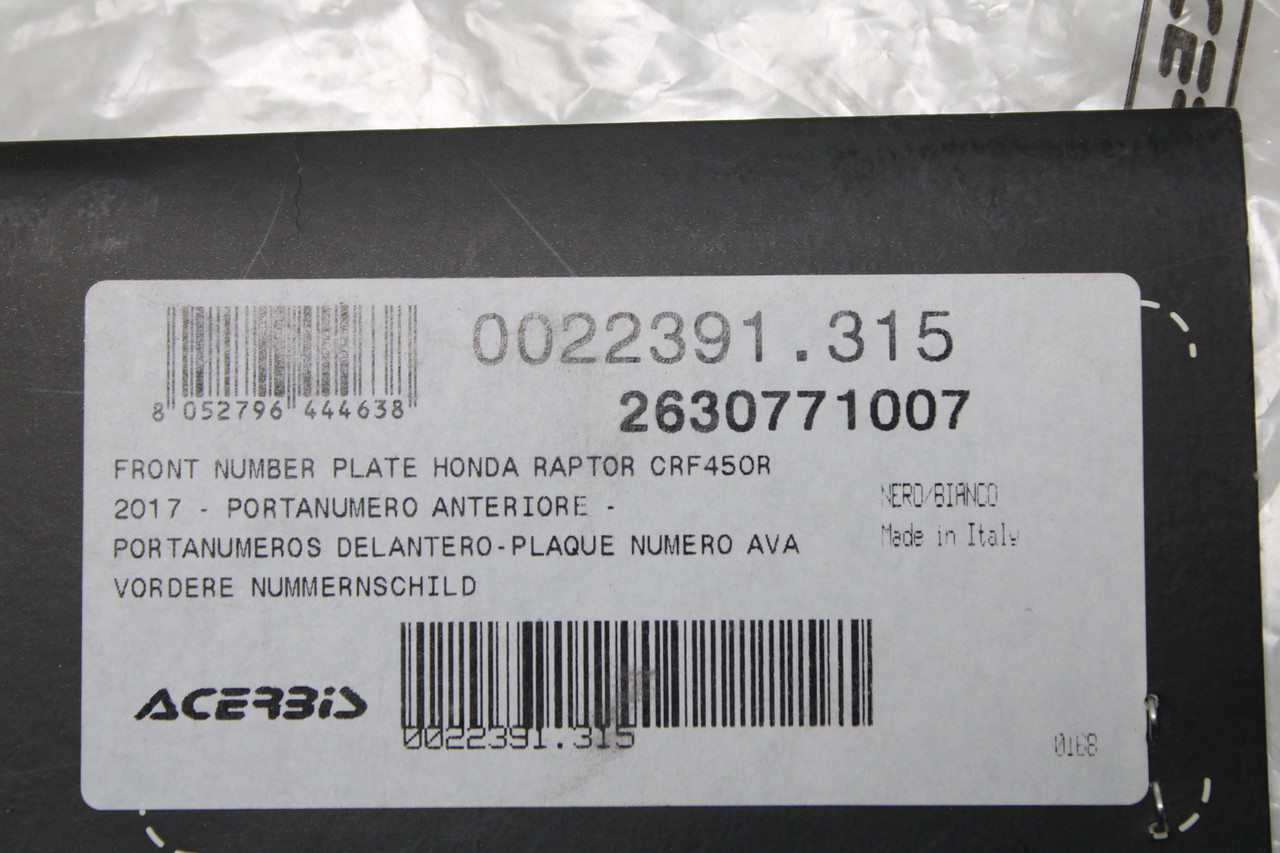 0022391.315
8 052796 444638
2630771007
FRONT NUMBER PLATE HONDA RAPTOR CRF450R
2017 - PORTANUMERO ANTERIORE -
PORTANUMEROS DELANTERO-PLAQUE NUMERO AVA
VORDERE NUMMERNSCHILD
NERO/BIANCO
Made in Italy
ACERBIS
0022391.315